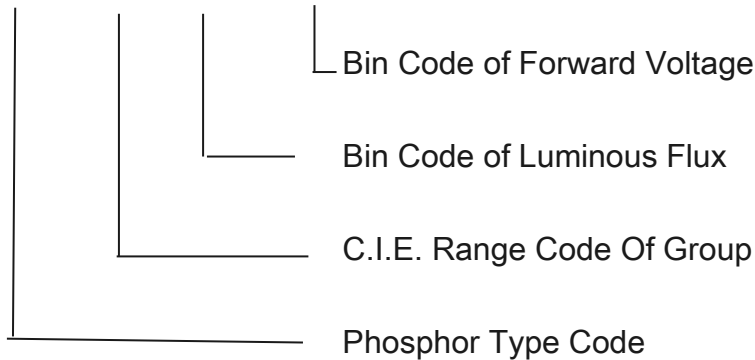 Bin Code of Forward Voltage
Bin Code of Luminous Flux
C.I.E. Range Code Of Group
Phosphor Type Code